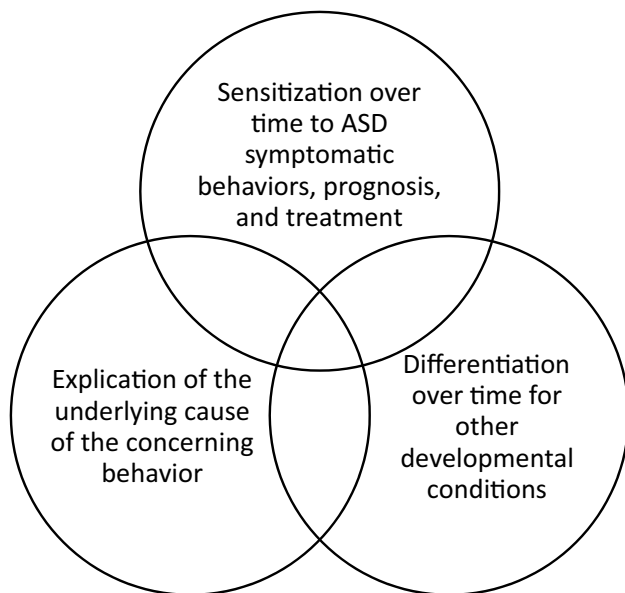 Sensitization over
time to ASD
symptomatic
behaviors, prognosis,
and treatment
Explication of the
underlying cause
of the concerning
behavior
Differentiation
over time for
other
developmental
conditions